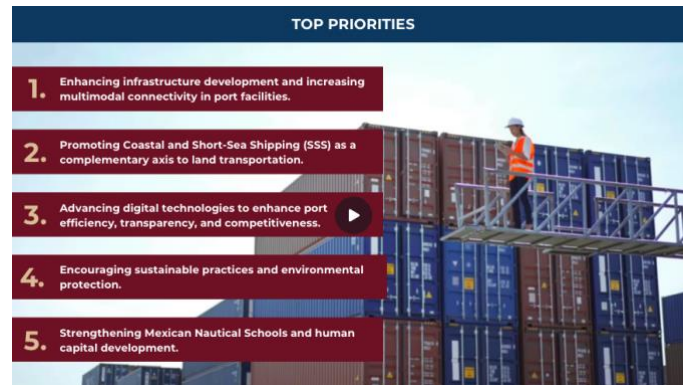 TOP PRIORITIES
1. Enhancing infrastructure development and increasing
multimodal connectivity in port facilities.
2. Promoting Coastal and Short-Sea Shipping (SSS) as a
complementary axis to land transportation.
3. Advancing digital technologies to enhance port
efficiency, transparency, and competitiveness.
4. Encouraging sustainable practices and environmental
protection.
5. Strengthening Mexican Nautical Schools and human
capital development.